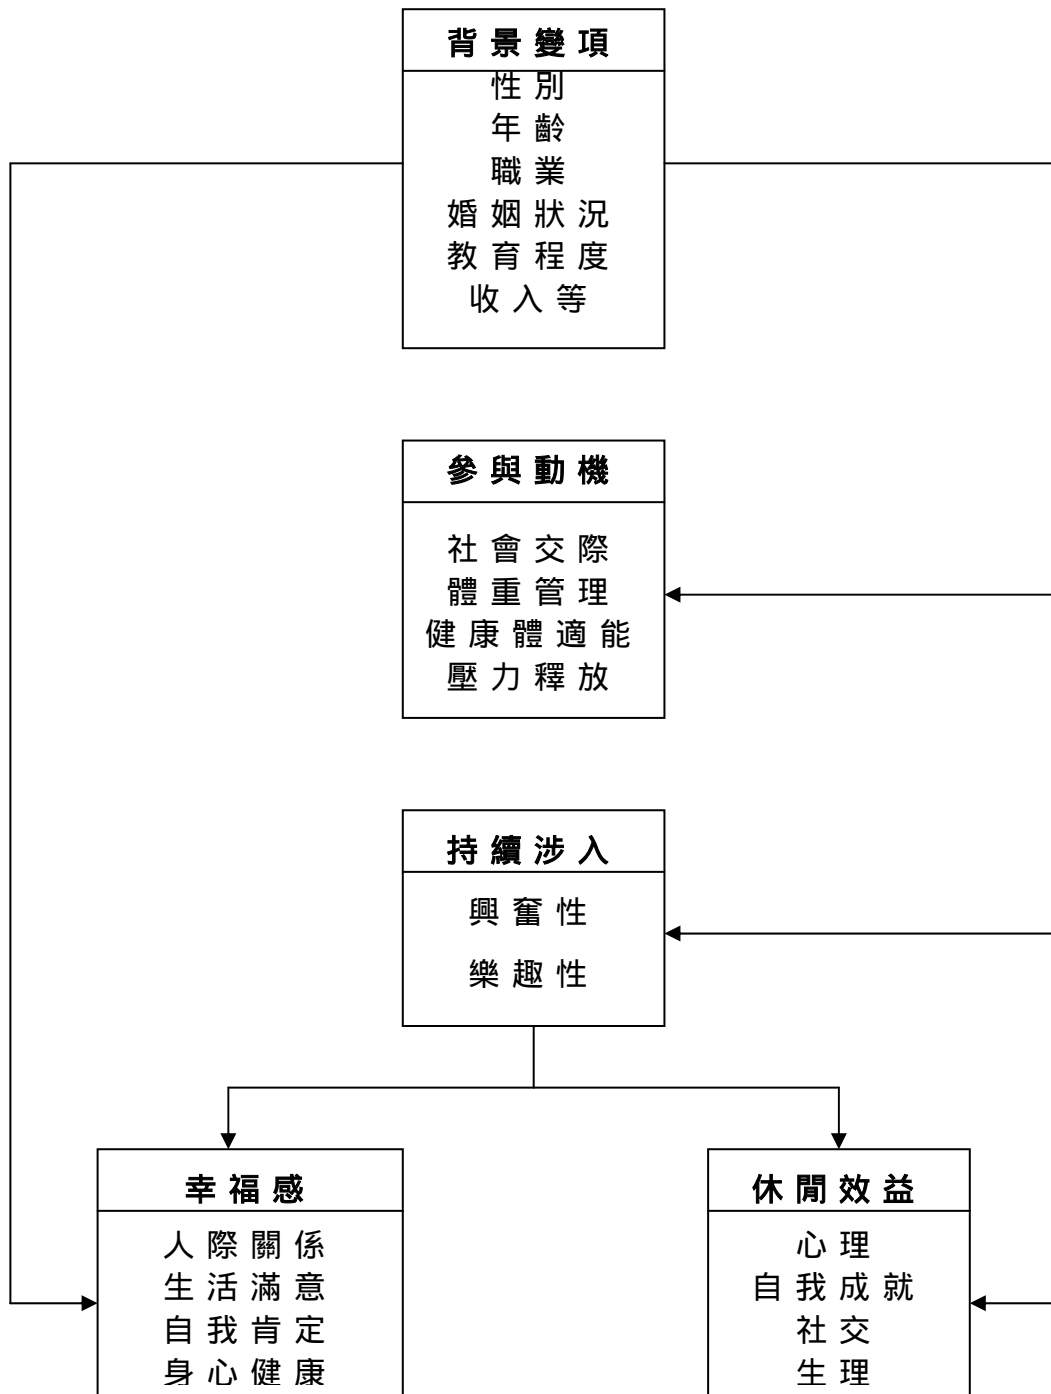 背景變項
性別
年齡
職業
婚姻狀況
教育程度
收入等
參與動機
社會交際
體重管理
健康體適能
壓力釋放
持續涉入
興奮性
樂趣性
幸福感
人際關係
生活滿意
自我肯定
身心健康
休閒效益
心理
自我成就
社交
生理